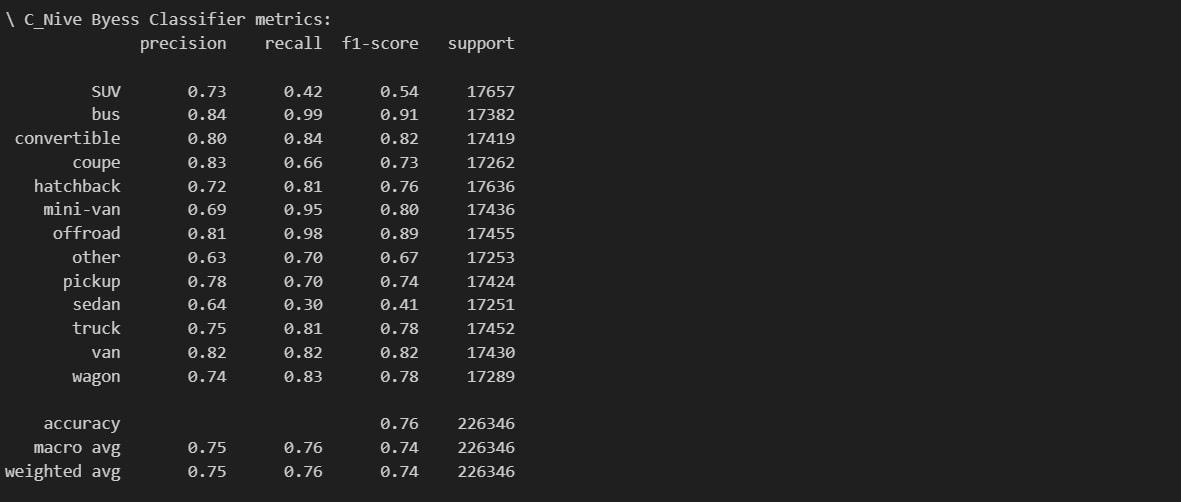 \ C_Nive Byess Classifier metrics:
precision recall f1-score support
SUV 0.73 0.42 0.54 17657
bus 0.84 0.99 0.91 17382
convertible 0.80 0.84 0.82 17419
coupe 0.83 0.66 0.73 17262
hatchback 0.72 0.81 0.76 17636
mini-van 0.69 0.95 0.80 17436
offroad 0.81 0.98 0.89 17455
other 0.63 0.70 0.67 17253
pickup 0.78 0.70 0.74 17424
sedan 0.64 0.30 0.41 17251
truck 0.75 0.81 0.78 17452
van 0.82 0.82 0.82 17430
wagon 0.74 0.83 0.78 17289
accuracy 0.76 226346
macro avg 0.75 0.76 0.74 226346
weighted avg 0.75 0.76 0.74 226346